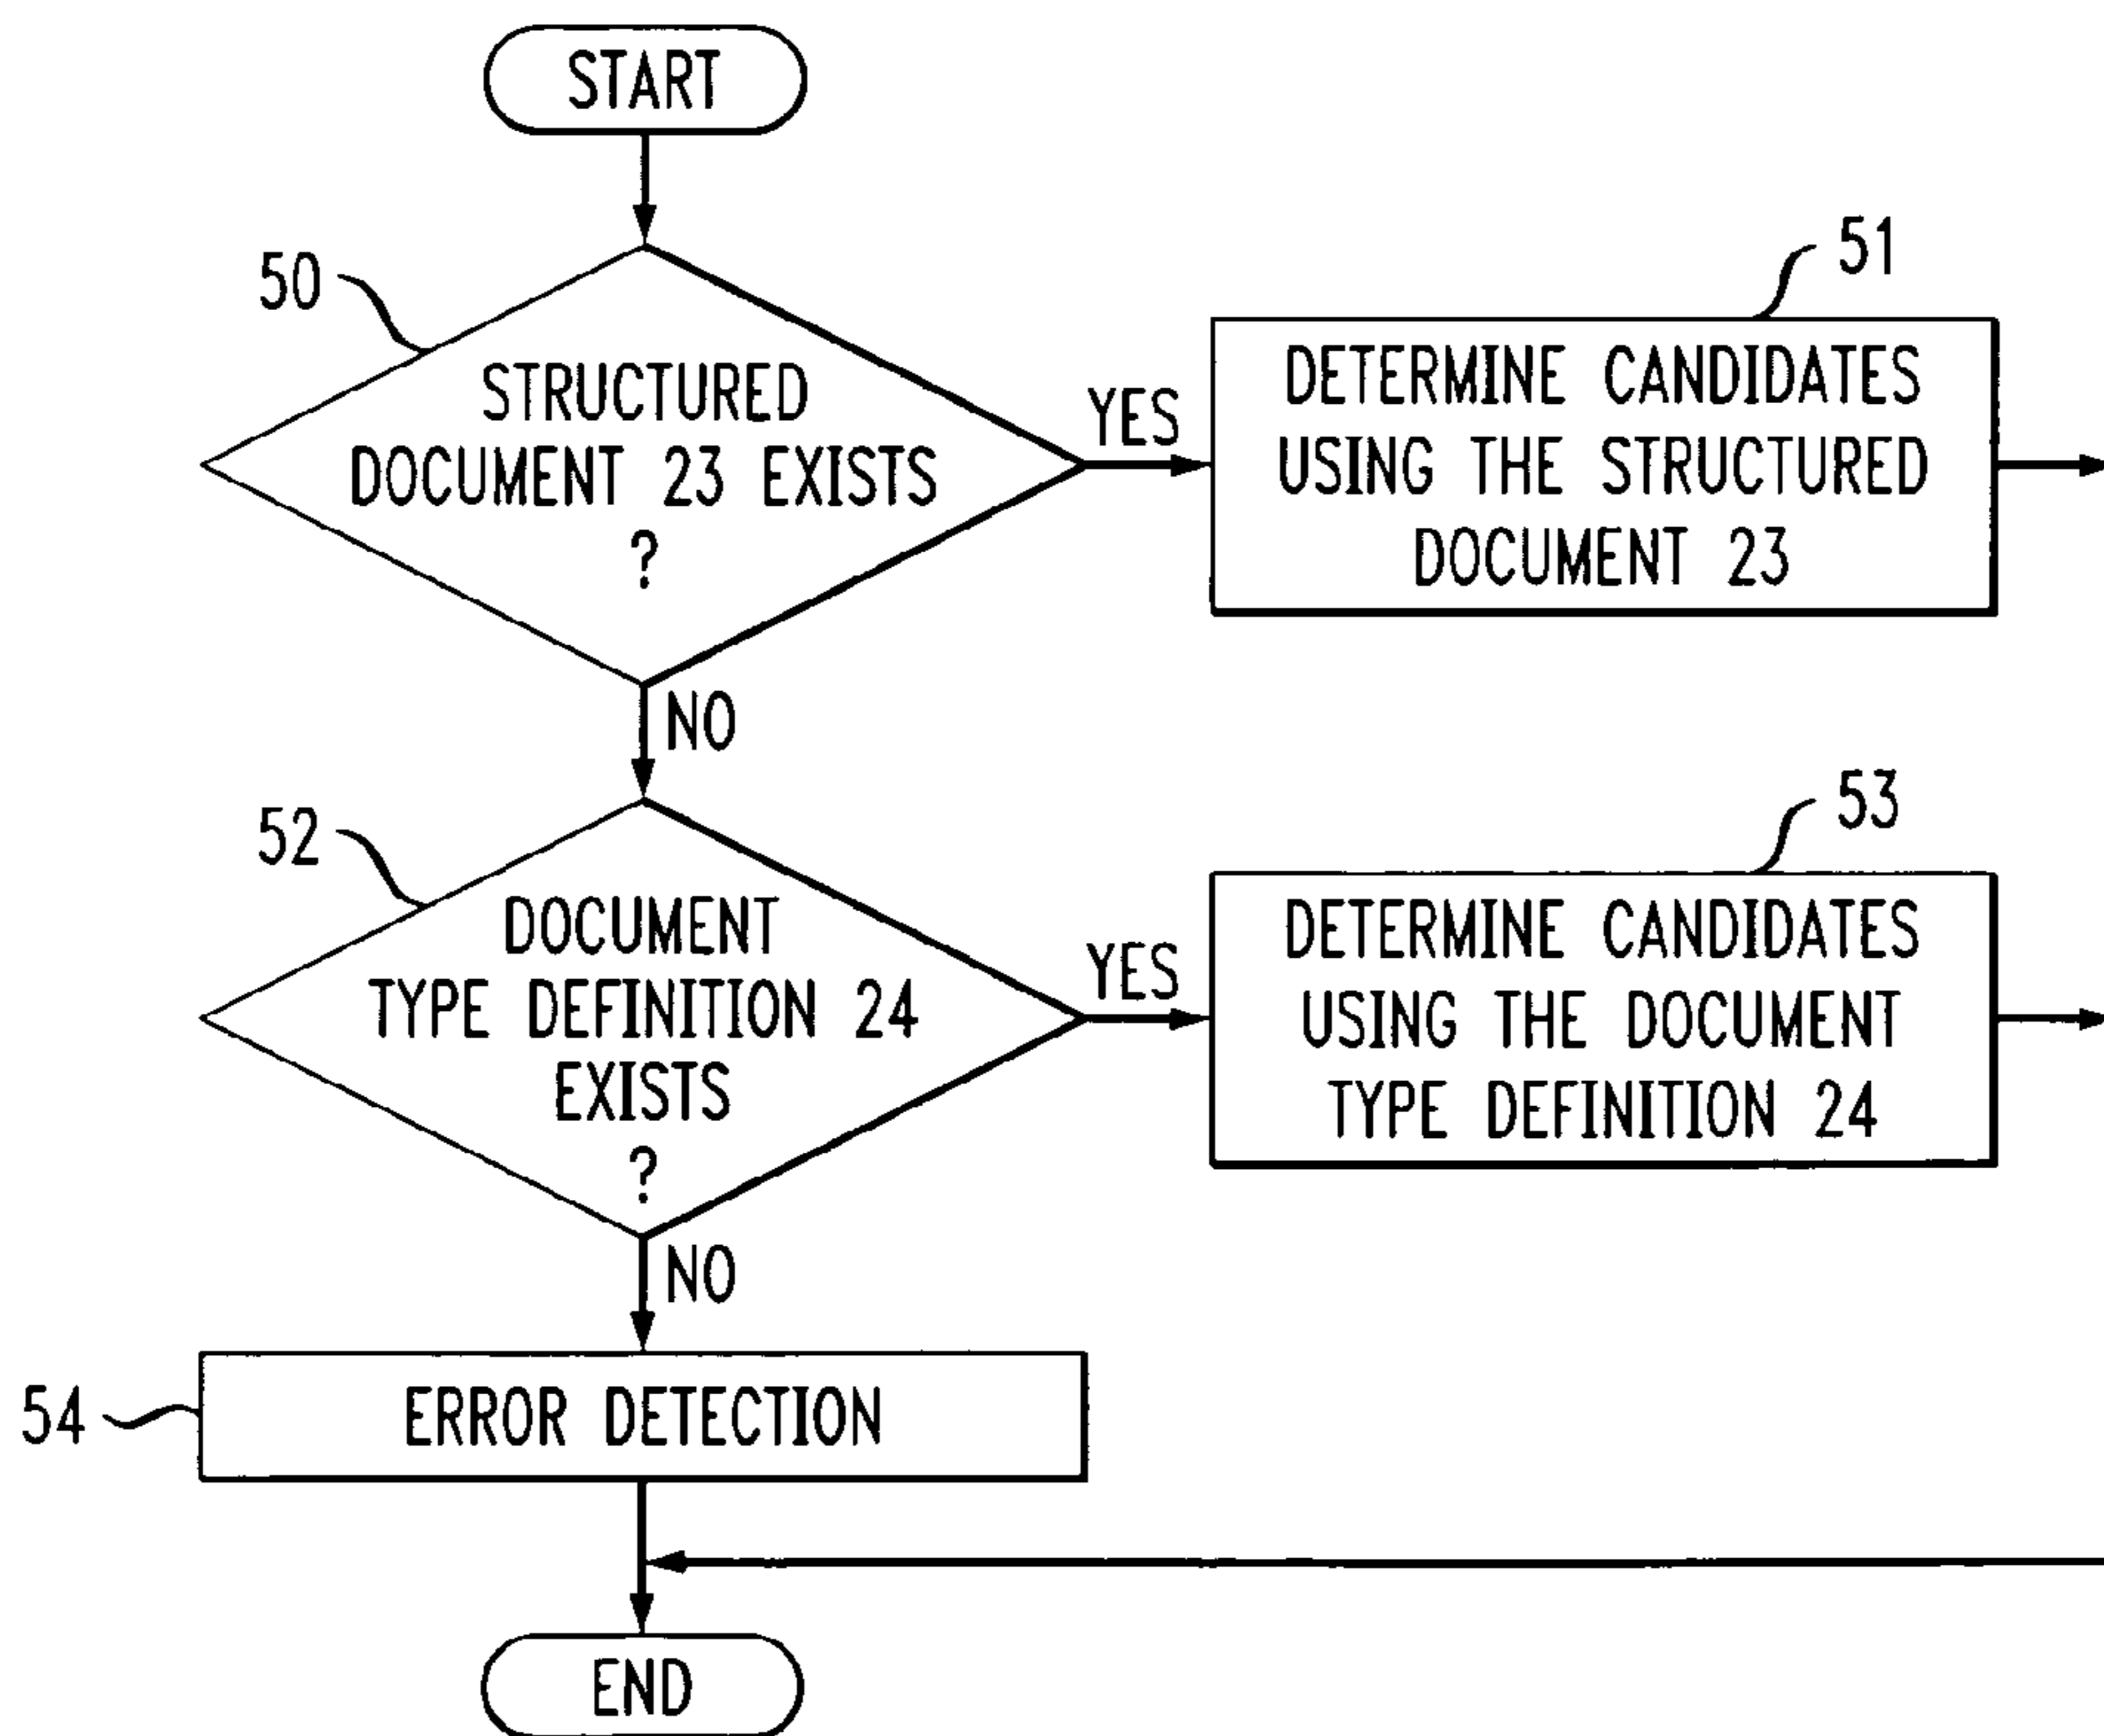 START
50
STRUCTURED
DOCUMENT 23 EXISTS
?
YES
51
DETERMINE CANDIDATES
USING THE STRUCTURED
DOCUMENT 23
NO
52
DOCUMENT
TYPE DEFINITION 24
EXISTS
?
YES
53
DETERMINE CANDIDATES
USING THE DOCUMENT
TYPE DEFINITION 24
NO
54
ERROR DETECTION
END